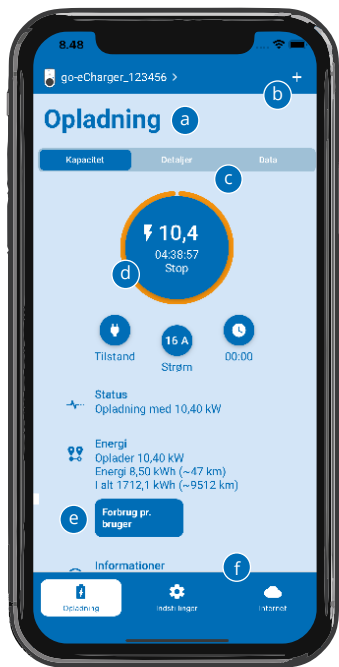 8.48
go-eCharger_123456 >
+
b
Opladning
a
Kapacitet Detaljer Data
c
10,4
04:38:57
Stop
d
16 A
Tilstand
Strøm
00:00
Status
Opladning med 10,40 kW
Energi
Oplader 10,40 kW
Energi 8,50 kWh (~47 km)
I alt 1712,1 kWh (~9512 km)
e
Forbrug pr.
bruger
f
Informationer
Opladning Indstillinger Internet